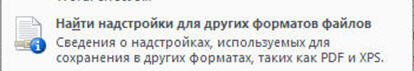 Найти надстройки для других форматов файлов
Сведения о надстройках, используемых для
сохранения в других форматах, таких как PDF и XPS.